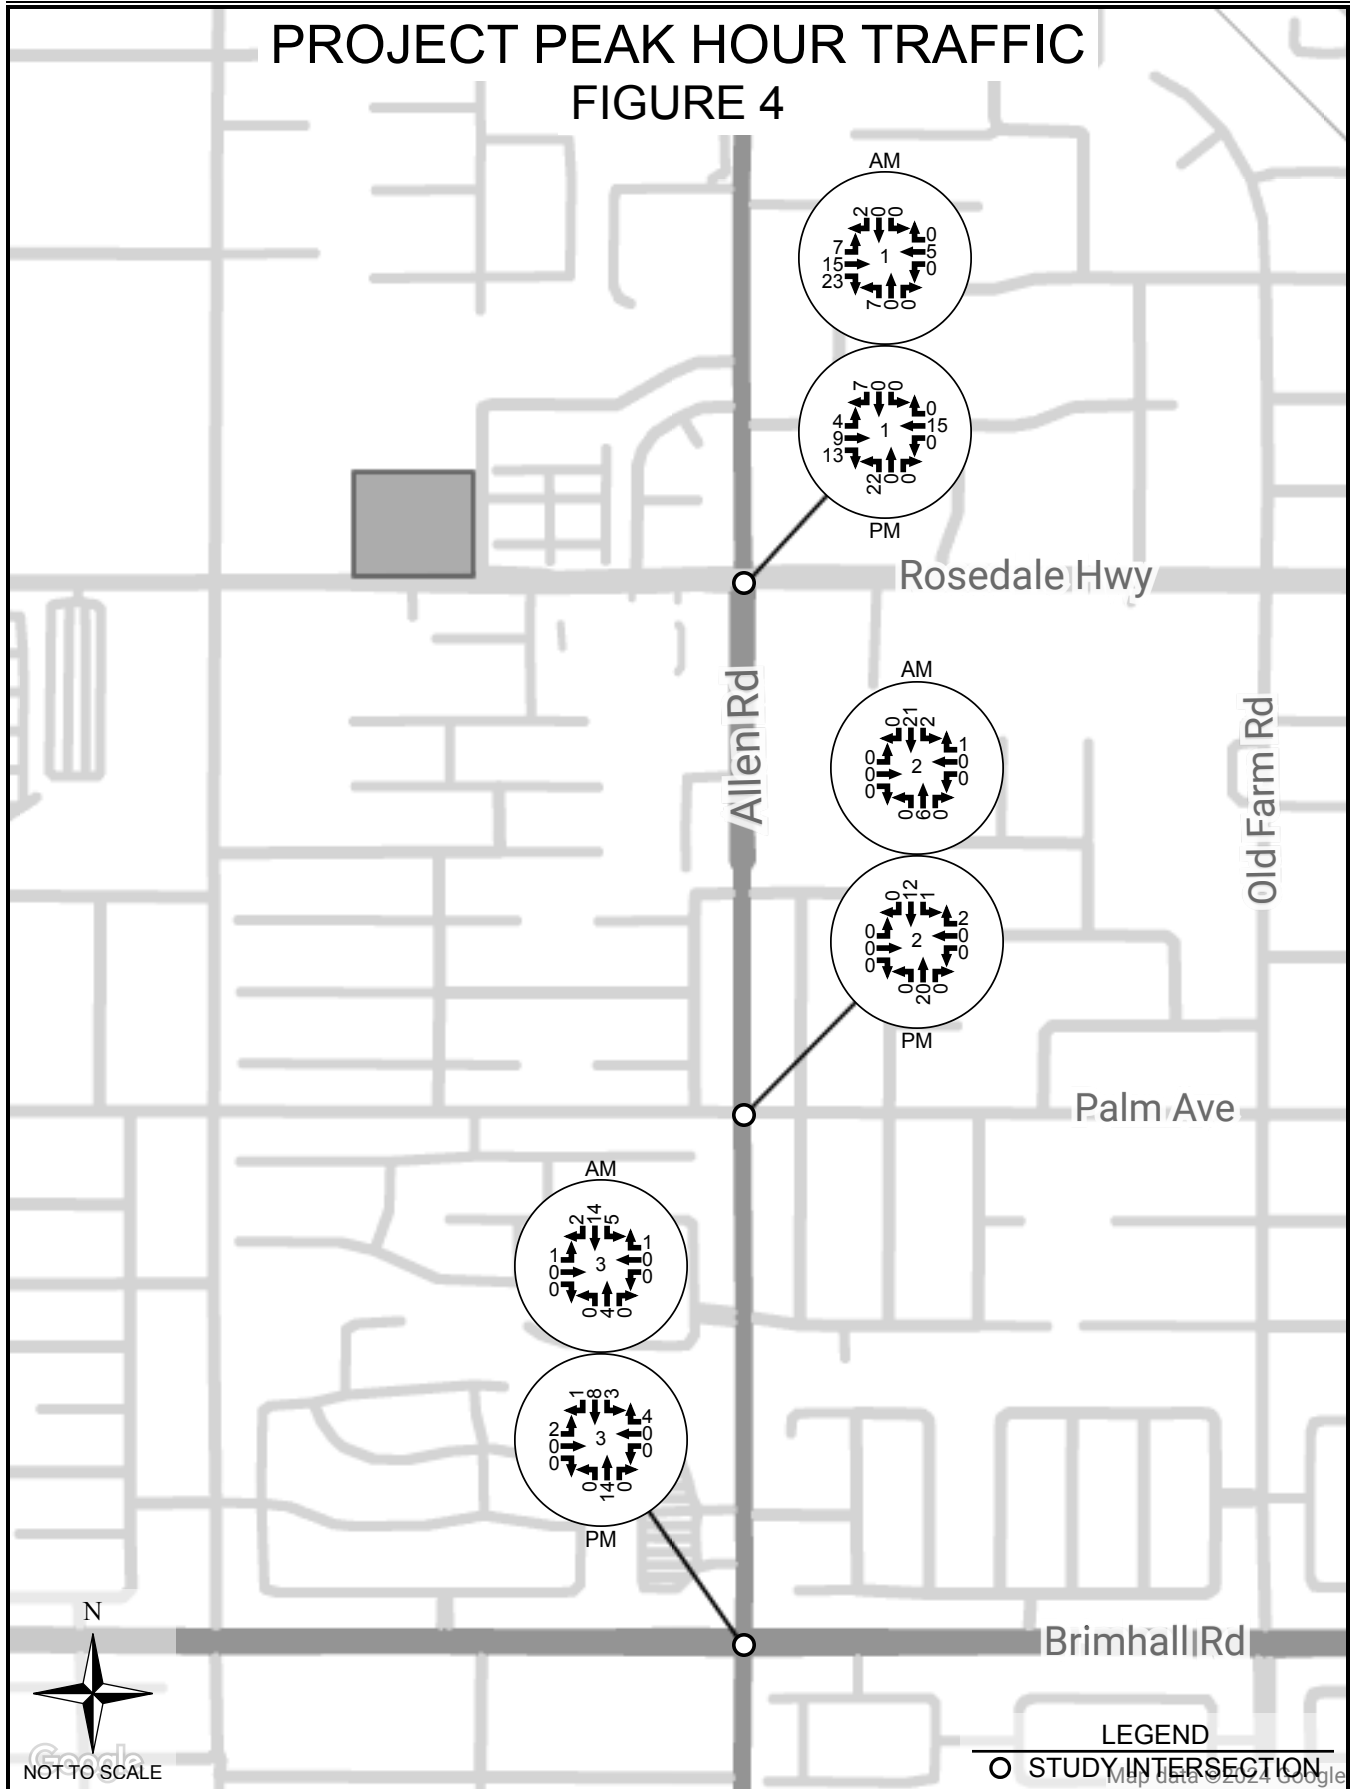 PROJECT PEAK HOUR TRAFFIC
FIGURE 4
AM
2 0 0
7
15
23
1
0
5
0
7 0 0
7 0 0
4
9
13
1
0
15
0
22 0 0
PM
Rosedale Hwy
Allen Rd
Old Farm Rd
AM
0 21 2
0
0
0
2
1
0
0
0 6 0
0 12 1
0
0
0
2
2
0
0
0 20 0
PM
Palm Ave
AM
2 14 5
1
0
0
3
1
0
0
0 4 0
1 8 3
2
0
0
3
4
0
0
0 14 0
PM
Brimhall Rd
N
Google
NOT TO SCALE
LEGEND
STUDY INTERSECTION
Map data ©2024 Google